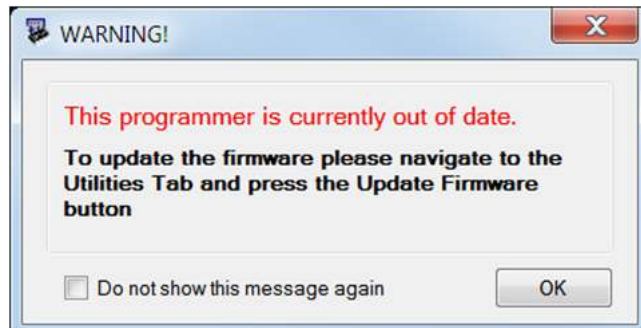 WARNING!
This programmer is currently out of date.
To update the firmware please navigate to the
Utilities Tab and press the Update Firmware
button
Do not show this message again
OK